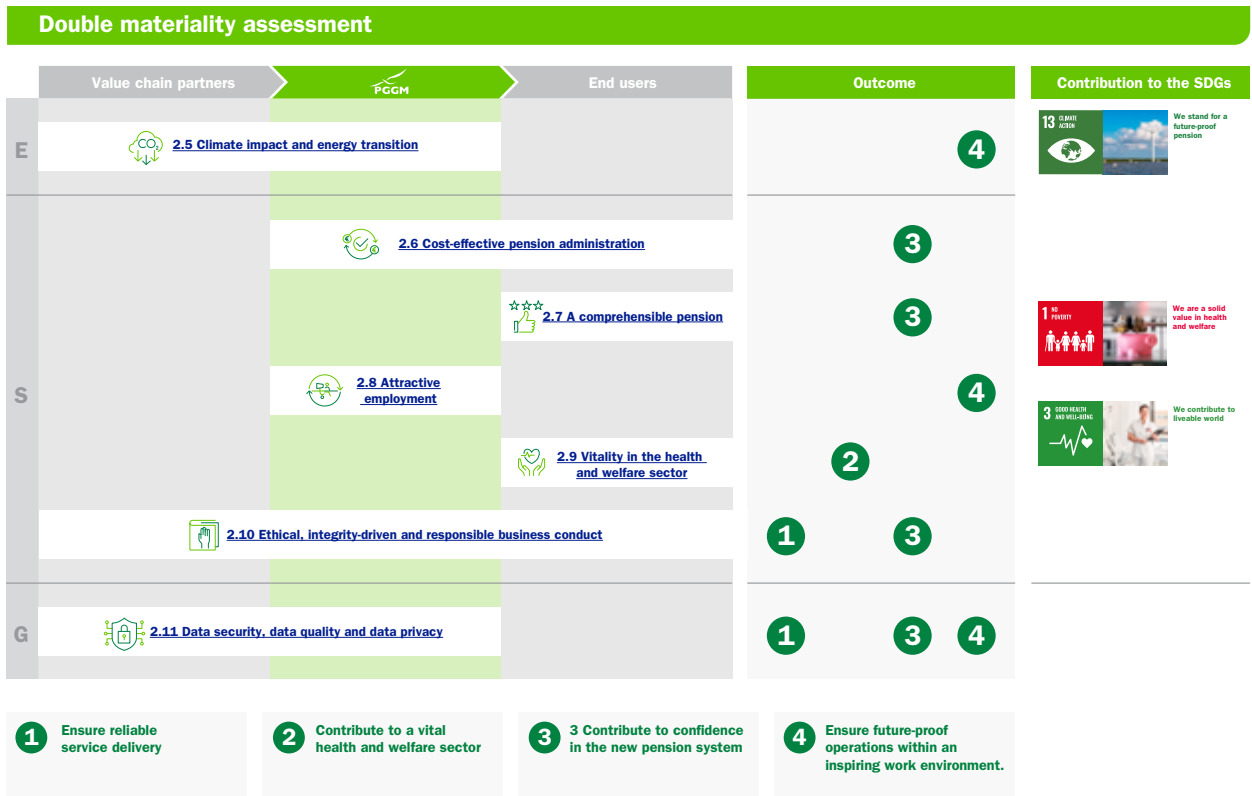 Double materiality assessment
Value chain partners
PGGM
End users
Outcome
Contribution to the SDGs
E
CO2
2.5 Climate impact and energy transition
4
13 CLIMATE
ACTION
We stand for a
future-proof
pension
S
2.6 Cost-effective pension administration
3
2.7 A comprehensible pension
3
1 NO
POVERTY
We are a solid
value in health
and welfare
2.8 Attractive
employment
4
3 GOOD HEALTH
AND WELL-BEING
We contribute to
liveable world
2.9 Vitality in the health
and welfare sector
2
2.10 Ethical, integrity-driven and responsible business conduct
1
3
G
2.11 Data security, data quality and data privacy
1
3
4
1
Ensure reliable
service delivery
2
Contribute to a vital
health and welfare sector
3
3 Contribute to confidence
in the new pension system
4
Ensure future-proof
operations within an
inspiring work environment.